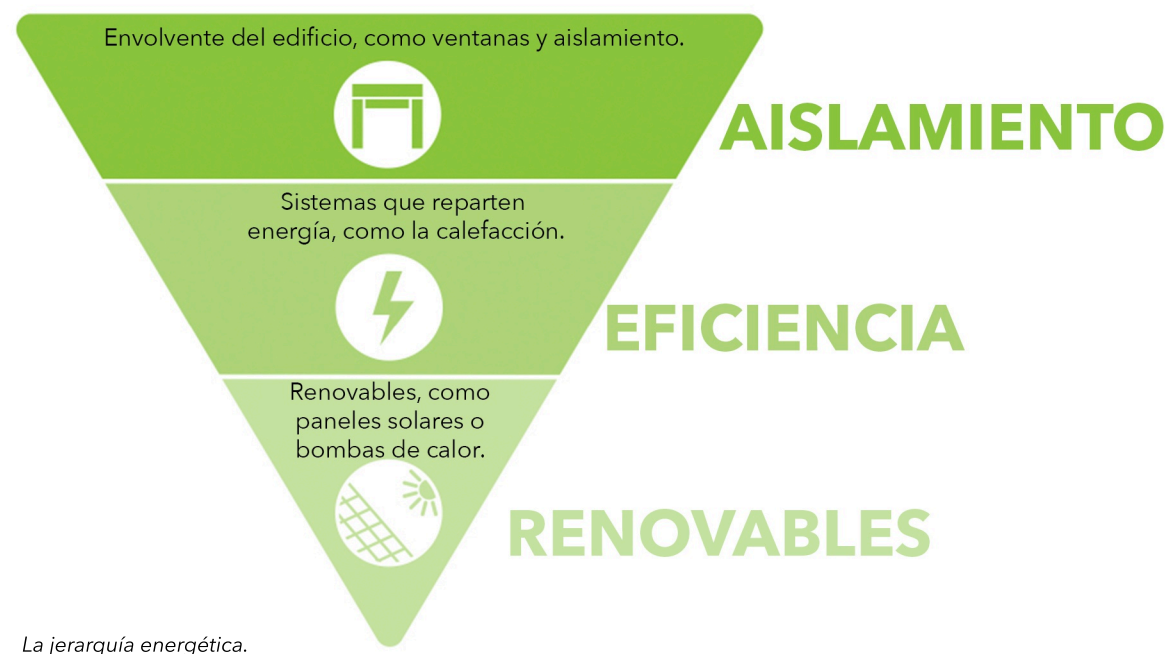 Envolvente del edificio, como ventanas y aislamiento.
AISLAMIENTO
Sistemas que reparten
energía, como la calefacción.
EFICIENCIA
Renovables, como
paneles solares o
bombas de calor.
RENOVABLES
La jerarquía energética.